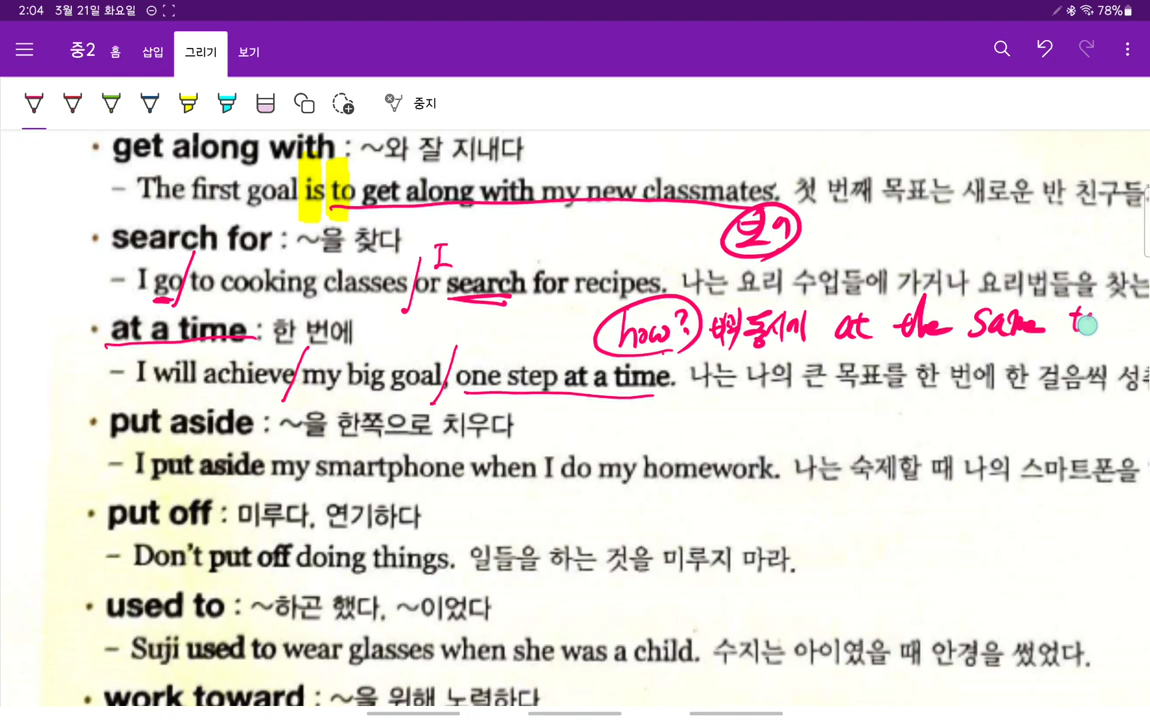 2:04 3월 21일 화요일 78%
중2 홈 삽입 그리기 보기
중지
• get along with : ~와 잘 지내다
– The first goal is to get along with my new classmates. 첫 번째 목표는 새로운 반 친구들
보어
• search for : ~을 찾다
I
– I go to cooking classes or search for recipes. 나는 요리 수업들에 가거나 요리법들을 찾는
• at a time : 한 번에
how? 동시에 at the same t
– I will achieve my big goal, one step at a time. 나는 나의 큰 목표를 한 번에 한 걸음씩 성취
• put aside : ~을 한쪽으로 치우다
– I put aside my smartphone when I do my homework. 나는 숙제할 때 나의 스마트폰을
• put off : 미루다, 연기하다
– Don't put off doing things. 일들을 하는 것을 미루지 마라.
• used to : ~하곤 했다, ~이었다
– Suji used to wear glasses when she was a child. 수지는 아이였을 때 안경을 썼었다.
• work toward : ~을 위해 노력하다